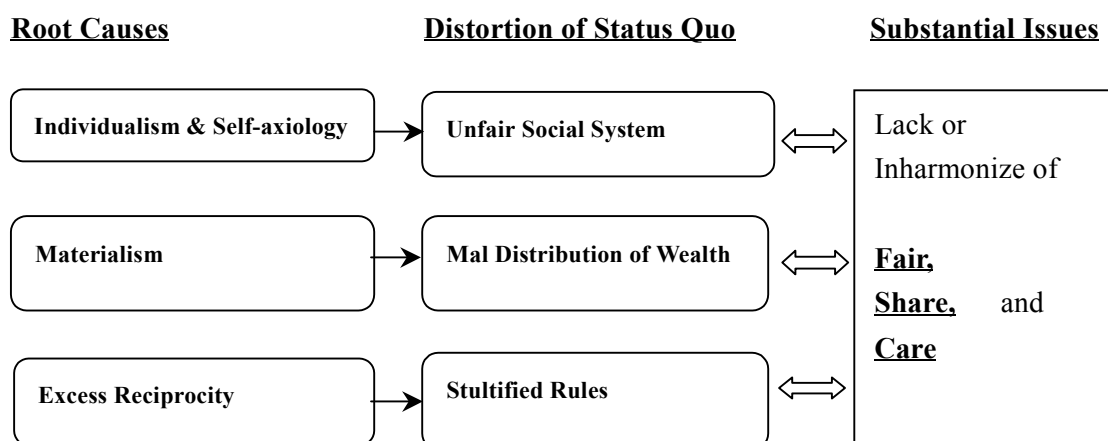 Root Causes
Distortion of Status Quo
Substantial Issues
Individualism & Self-axiology
Unfair Social System
Lack or
Inharmonize of
Materialism
Mal Distribution of Wealth
Fair,
Share, and
Care
Excess Reciprocity
Stultified Rules